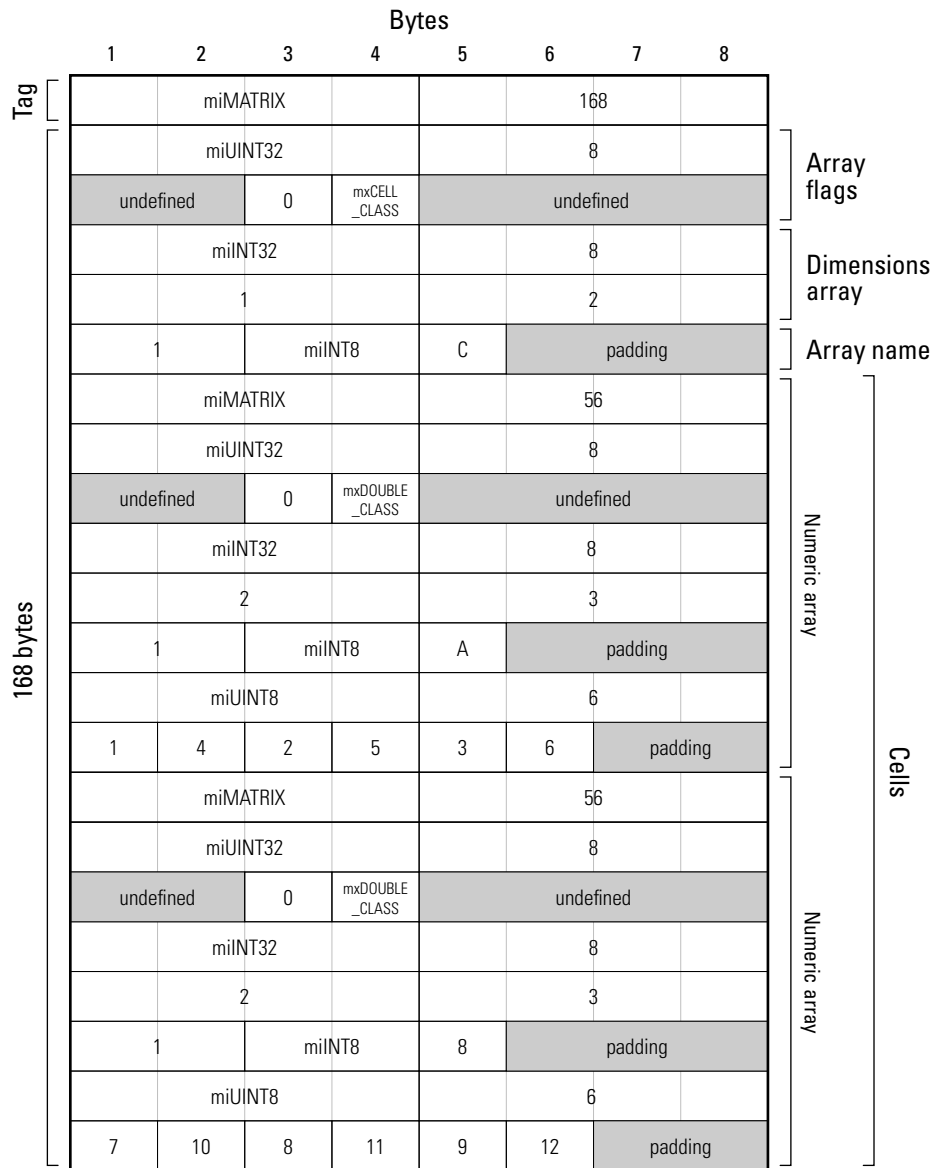 Bytes
1 2 3 4 5 6 7 8
Tag
miMATRIX 168
168 bytes
miUINT32 8
undefined 0 mxCELL
_CLASS undefined
Array
flags
miINT32 8
1 2
Dimensions
array
1 miINT8 C padding
Array name
miMATRIX 56
miUINT32 8
undefined 0 mxDOUBLE
_CLASS undefined
miINT32 8
2 3
1 miINT8 A padding
miUINT8 6
1 4 2 5 3 6 padding
Numeric array
miMATRIX 56
miUINT32 8
undefined 0 mxDOUBLE
_CLASS undefined
miINT32 8
2 3
1 miINT8 8 padding
miUINT8 6
7 10 8 11 9 12 padding
Numeric array
Cells